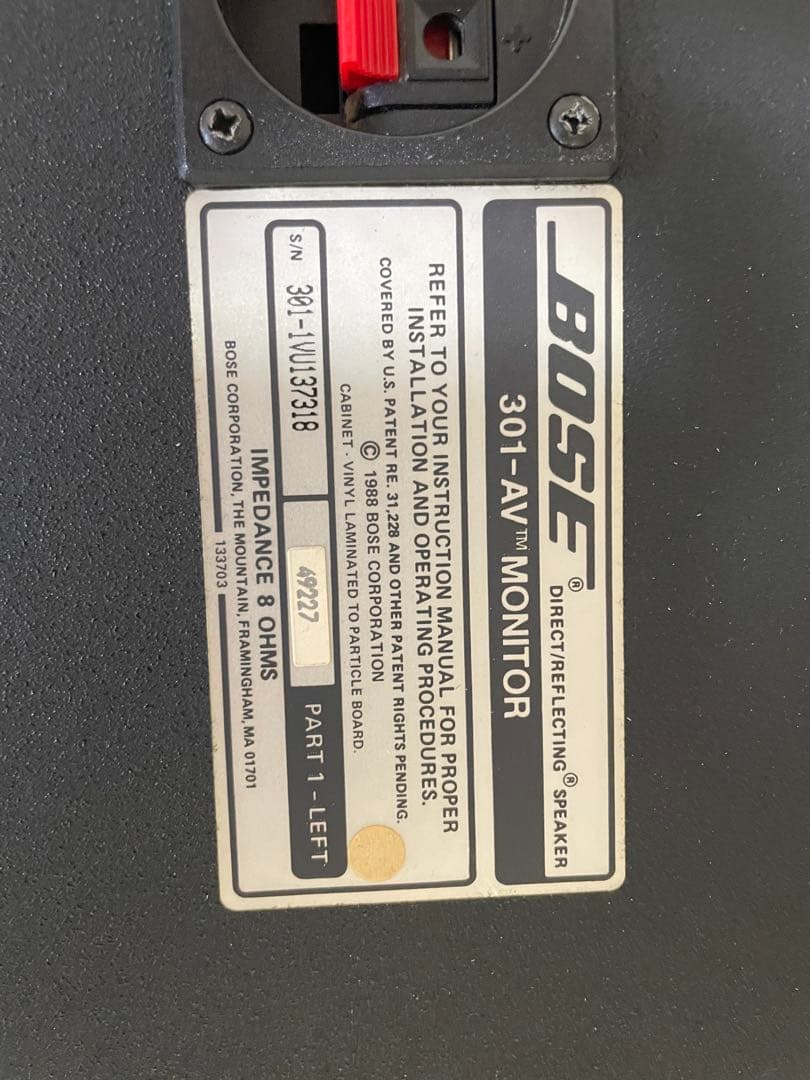 +
BOSE® DIRECT/REFLECTING® SPEAKER
301-AV™ MONITOR
REFER TO YOUR INSTRUCTION MANUAL FOR PROPER
INSTALLATION AND OPERATING PROCEDURES.
COVERED BY U.S. PATENT RE. 31,228 AND OTHER PATENT RIGHTS PENDING.
© 1988 BOSE CORPORATION
CABINET - VINYL LAMINATED TO PARTICLE BOARD.
S/N 301-1VU137318 49227 PART 1 - LEFT
IMPEDANCE 8 OHMS
BOSE CORPORATION, THE MOUNTAIN, FRAMINGHAM, MA 01701
133703